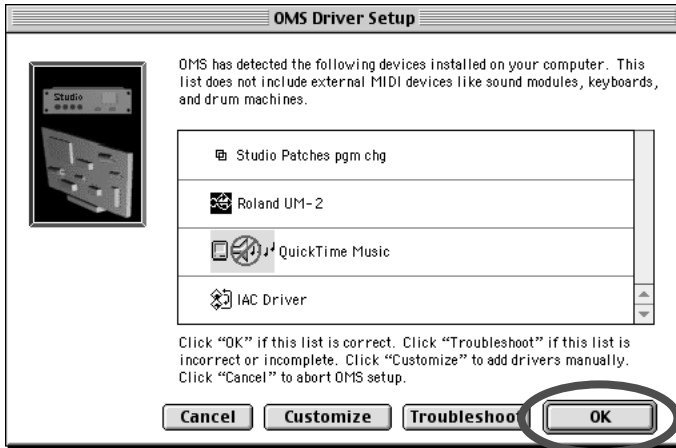 OMS Driver Setup
OMS has detected the following devices installed on your computer. This
list does not include external MIDI devices like sound modules, keyboards,
and drum machines.
Studio
Studio Patches pgm chg
Roland UM-2
QuickTime Music
IAC Driver
Click “OK” if this list is correct. Click “Troubleshoot” if this list is
incorrect or incomplete. Click “Customize” to add drivers manually.
Click “Cancel” to abort OMS setup.
Cancel Customize Troubleshoot OK